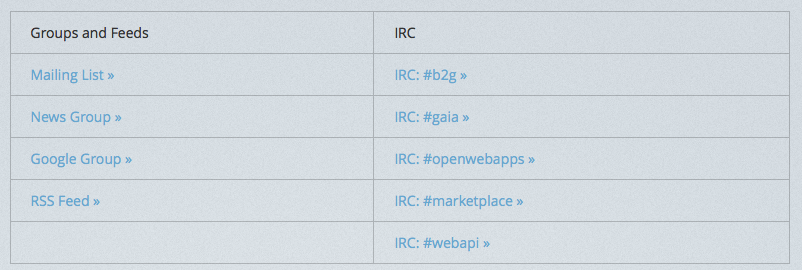 Groups and Feeds IRC
Mailing List » IRC: #b2g »
News Group » IRC: #gaia »
Google Group » IRC: #openwebapps »
RSS Feed » IRC: #marketplace »
IRC: #webapi »